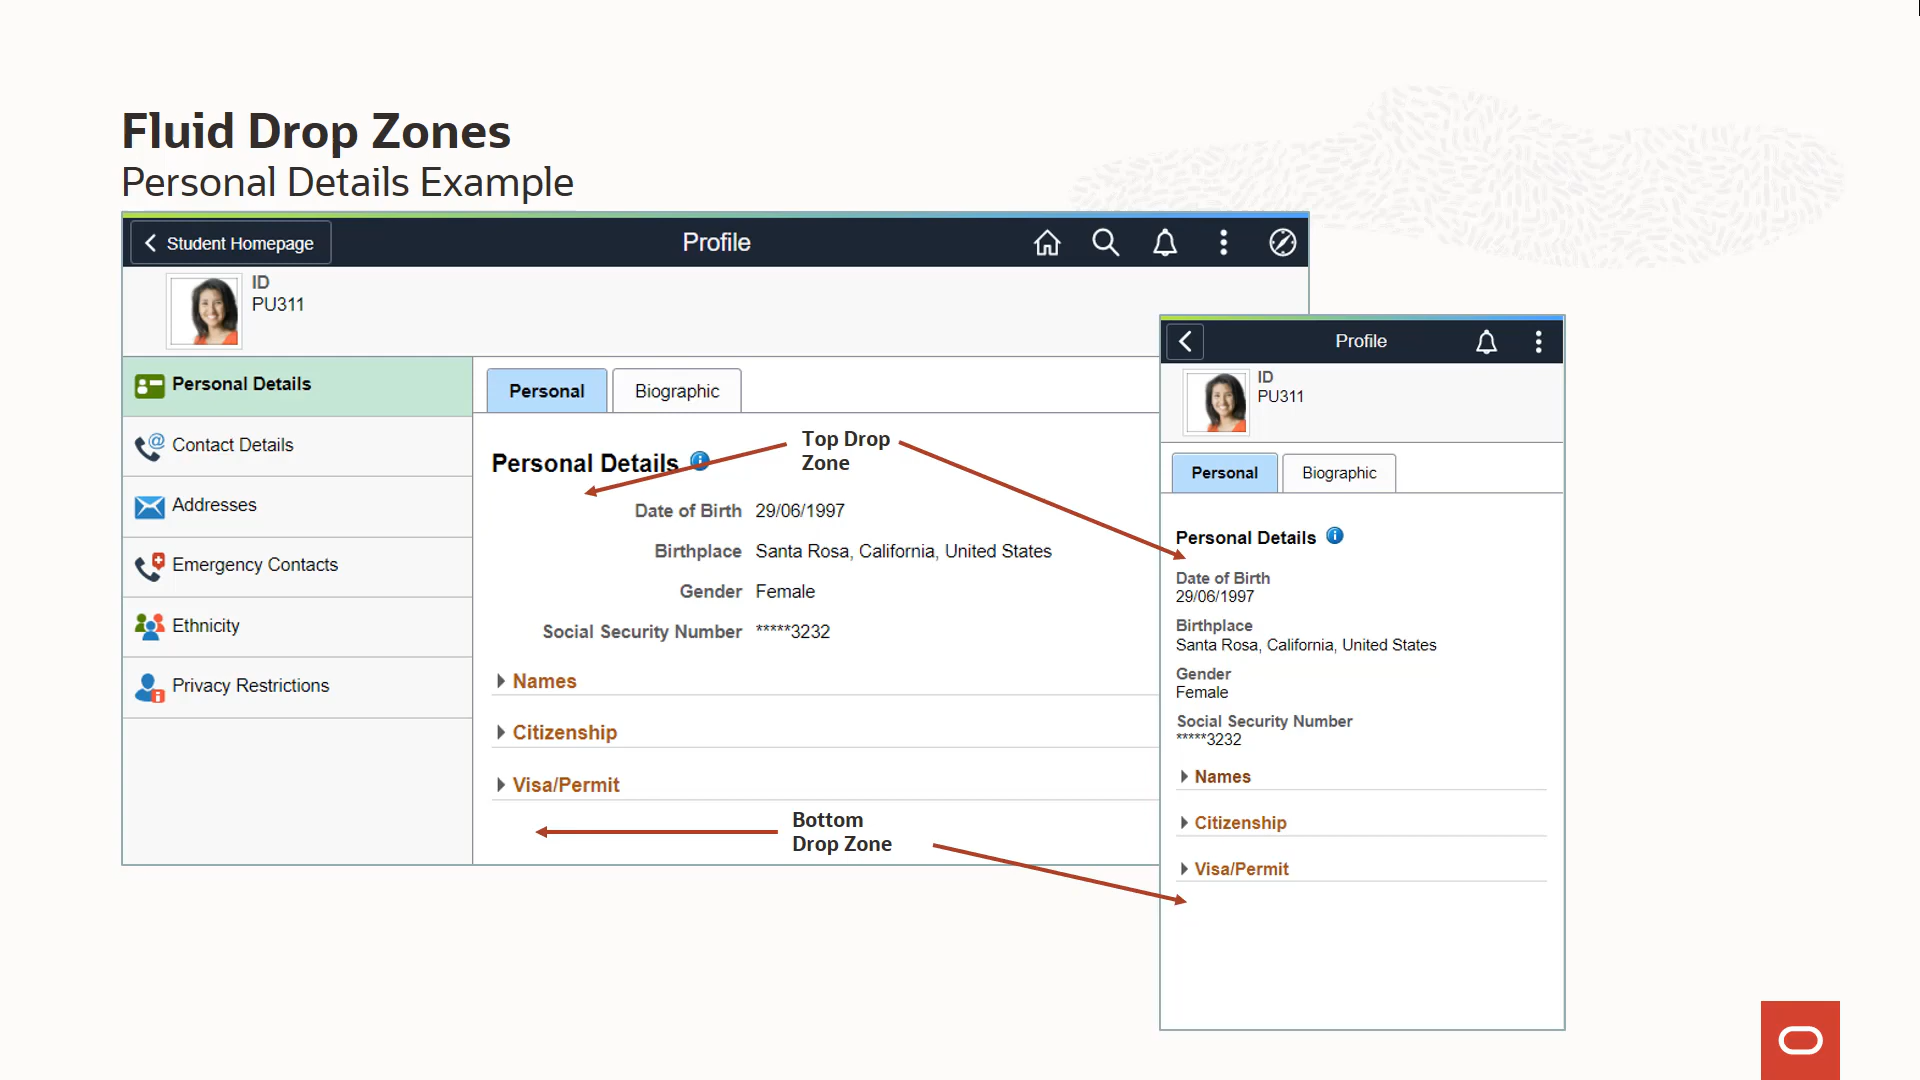 Fluid Drop Zones
Personal Details Example
Student Homepage
Profile
ID
PU311
Personal Details
Contact Details
Addresses
Emergency Contacts
Ethnicity
Privacy Restrictions
Personal
Biographic
Personal Details
Date of Birth 29/06/1997
Birthplace Santa Rosa, California, United States
Gender Female
Social Security Number *****3232
Names
Citizenship
Visa/Permit
Top Drop
Zone
Bottom
Drop Zone
Profile
ID
PU311
Personal
Biographic
Personal Details
Date of Birth
29/06/1997
Birthplace
Santa Rosa, California, United States
Gender
Female
Social Security Number
*****3232
Names
Citizenship
Visa/Permit